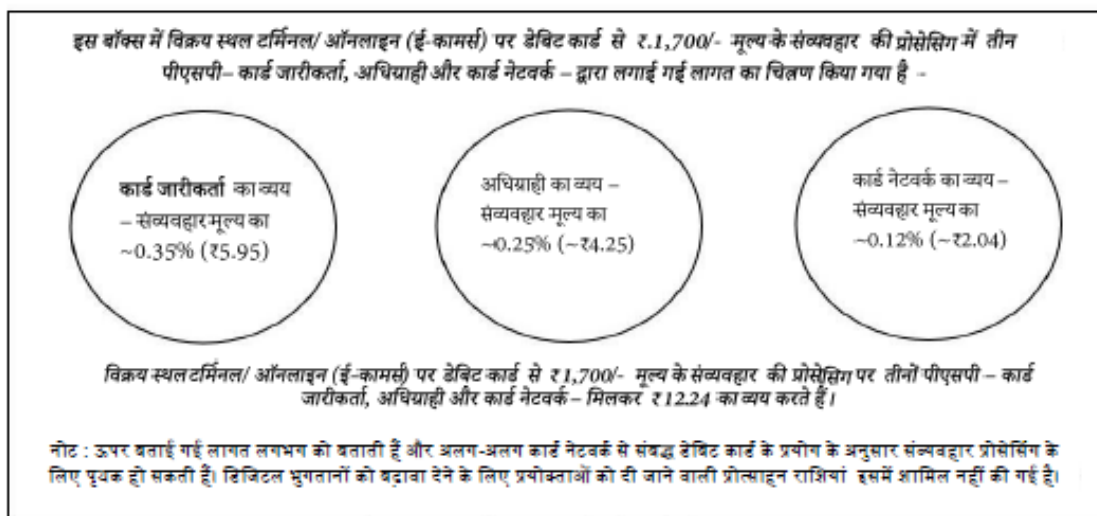 इस बॉक्स में विक्रय स्थल टर्मिनल/ ऑनलाइन (ई-कामर्स) पर डेबिट कार्ड से ₹.1,700/- मूल्य के संव्यवहार की प्रोसेसिंग में तीन
पीएसपी– कार्ड जारीकर्ता, अधिग्राही और कार्ड नेटवर्क – द्वारा लगाई गई लागत का चित्रण किया गया है -
कार्ड जारीकर्ता का व्यय
– संव्यवहार मूल्य का
~0.35% (₹5.95)
अधिग्राही का व्यय –
संव्यवहार मूल्य का
~0.25% (~₹4.25)
कार्ड नेटवर्क का व्यय –
संव्यवहार मूल्य का
~0.12% (~₹2.04)
विक्रय स्थल टर्मिनल/ ऑनलाइन (ई-कामर्स) पर डेबिट कार्ड से ₹1,700/- मूल्य के संव्यवहार की प्रोसेसिंग पर तीनों पीएसपी – कार्ड
जारीकर्ता, अधिग्राही और कार्ड नेटवर्क – मिलकर ₹12.24 का व्यय करते हैं।
नोट : ऊपर बताई गई लागत लगभग को बताती हैं और अलग-अलग कार्ड नेटवर्क से संबद्ध डेबिट कार्ड के प्रयोग के अनुसार संव्यवहार प्रोसेसिंग के
लिए पृथक हो सकती हैं। डिजिटल भुगतानों को बढ़ावा देने के लिए प्रयोक्ताओं को दी जाने वाली प्रोत्साहन राशियां इसमें शामिल नहीं की गई है।